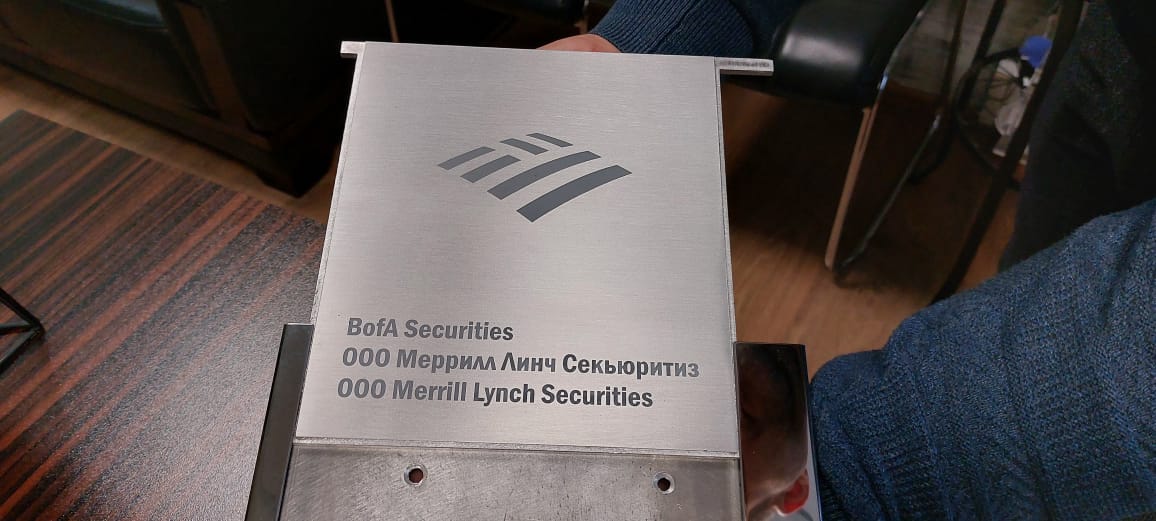 BofA Securities
ООО Меррилл Линч Секьюритиз
OOO Merrill Lynch Securities